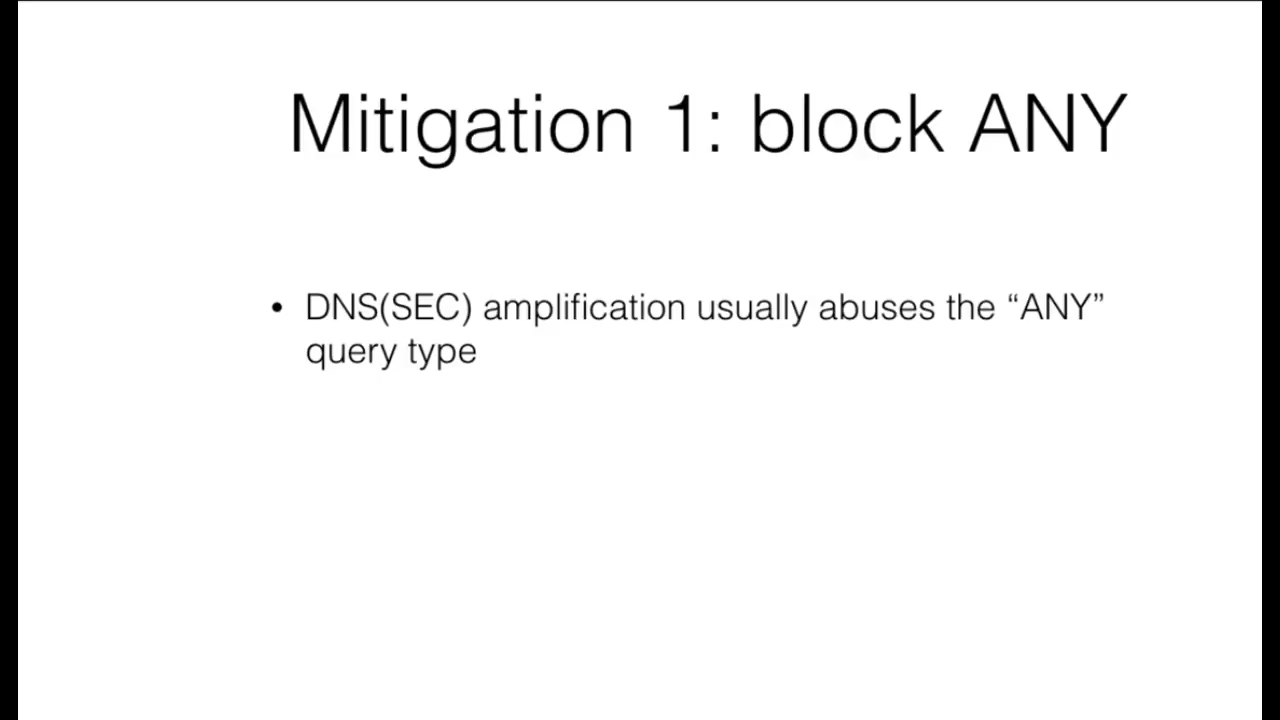 Mitigation 1: block ANY
• DNS(SEC) amplification usually abuses the “ANY”
query type